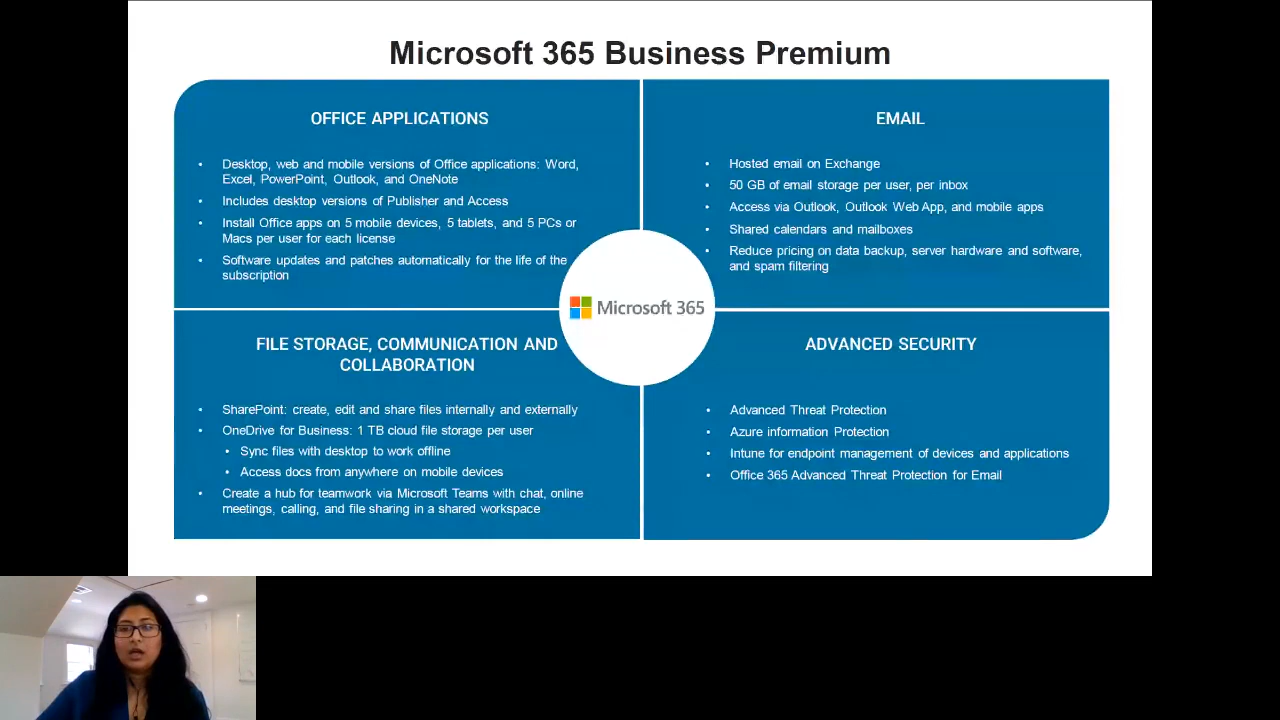 Microsoft 365 Business Premium
OFFICE APPLICATIONS
• Desktop, web and mobile versions of Office applications: Word,
Excel, PowerPoint, Outlook, and OneNote
• Includes desktop versions of Publisher and Access
• Install Office apps on 5 mobile devices, 5 tablets, and 5 PCs or
Macs per user for each license
• Software updates and patches automatically for the life of the
subscription
EMAIL
• Hosted email on Exchange
• 50 GB of email storage per user, per inbox
• Access via Outlook, Outlook Web App, and mobile apps
• Shared calendars and mailboxes
• Reduce pricing on data backup, server hardware and software,
and spam filtering
Microsoft 365
FILE STORAGE, COMMUNICATION AND
COLLABORATION
• SharePoint: create, edit and share files internally and externally
• OneDrive for Business: 1 TB cloud file storage per user
• Sync files with desktop to work offline
• Access docs from anywhere on mobile devices
• Create a hub for teamwork via Microsoft Teams with chat, online
meetings, calling, and file sharing in a shared workspace
ADVANCED SECURITY
• Advanced Threat Protection
• Azure information Protection
• Intune for endpoint management of devices and applications
• Office 365 Advanced Threat Protection for Email